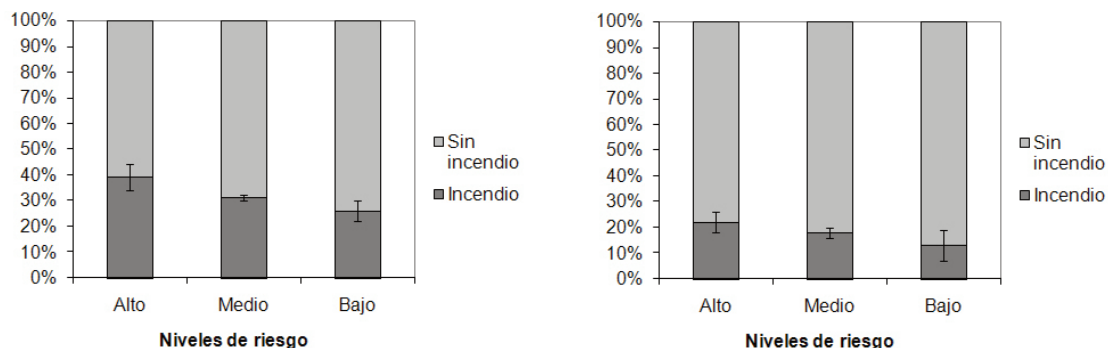 100%
90%
80%
70%
60%
50%
40%
30%
20%
10%
0%
Alto Medio Bajo
Niveles de riesgo
Sin
incendio
Incendio
100%
90%
80%
70%
60%
50%
40%
30%
20%
10%
0%
Alto Medio Bajo
Niveles de riesgo
Sin
incendio
Incendio